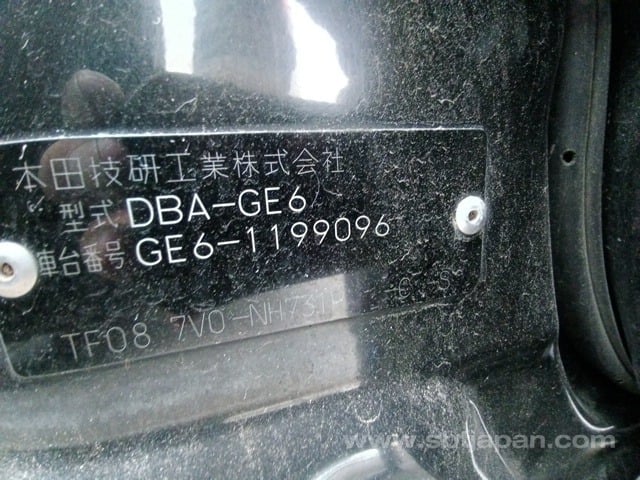 本田技研工業株式会社
型式 DBA-GE6
車台番号 GE6-1199096
TF08 7V0-NH731P -C S
www.sbtjapan.com